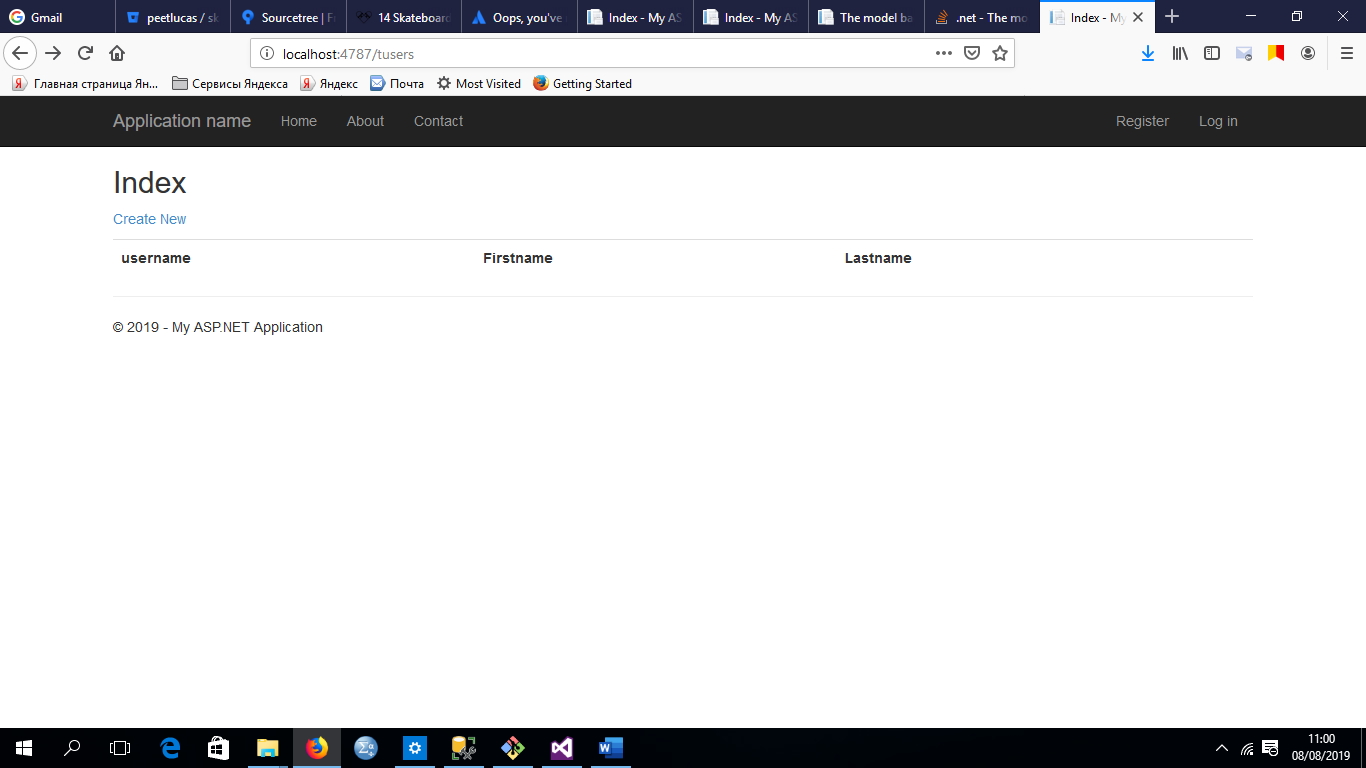 Gmail
peetlucas / sk
Sourcetree | Fr
14 Skateboard
Oops, you've
Index - My AS
Index - My AS
The model ba
.net - The mo
Index - My
localhost:4787/tusers
Главная страница Ян...
Сервисы Яндекса
Яндекс
Почта
Most Visited
Getting Started
Application name
Home
About
Contact
Register
Log in
Index
Create New
username
Firstname
Lastname
© 2019 - My ASP.NET Application
11:00
08/08/2019